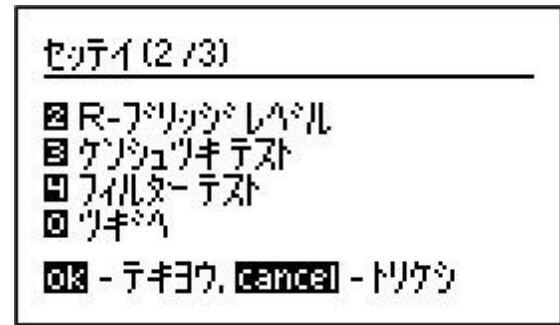 セッテイ (2 /3)
2 R-ブリッジ レベル
3 ケンシュツキ テスト
4 フィルター テスト
0 ツギヘ
ok - テキヨウ, cancel - トリケシ